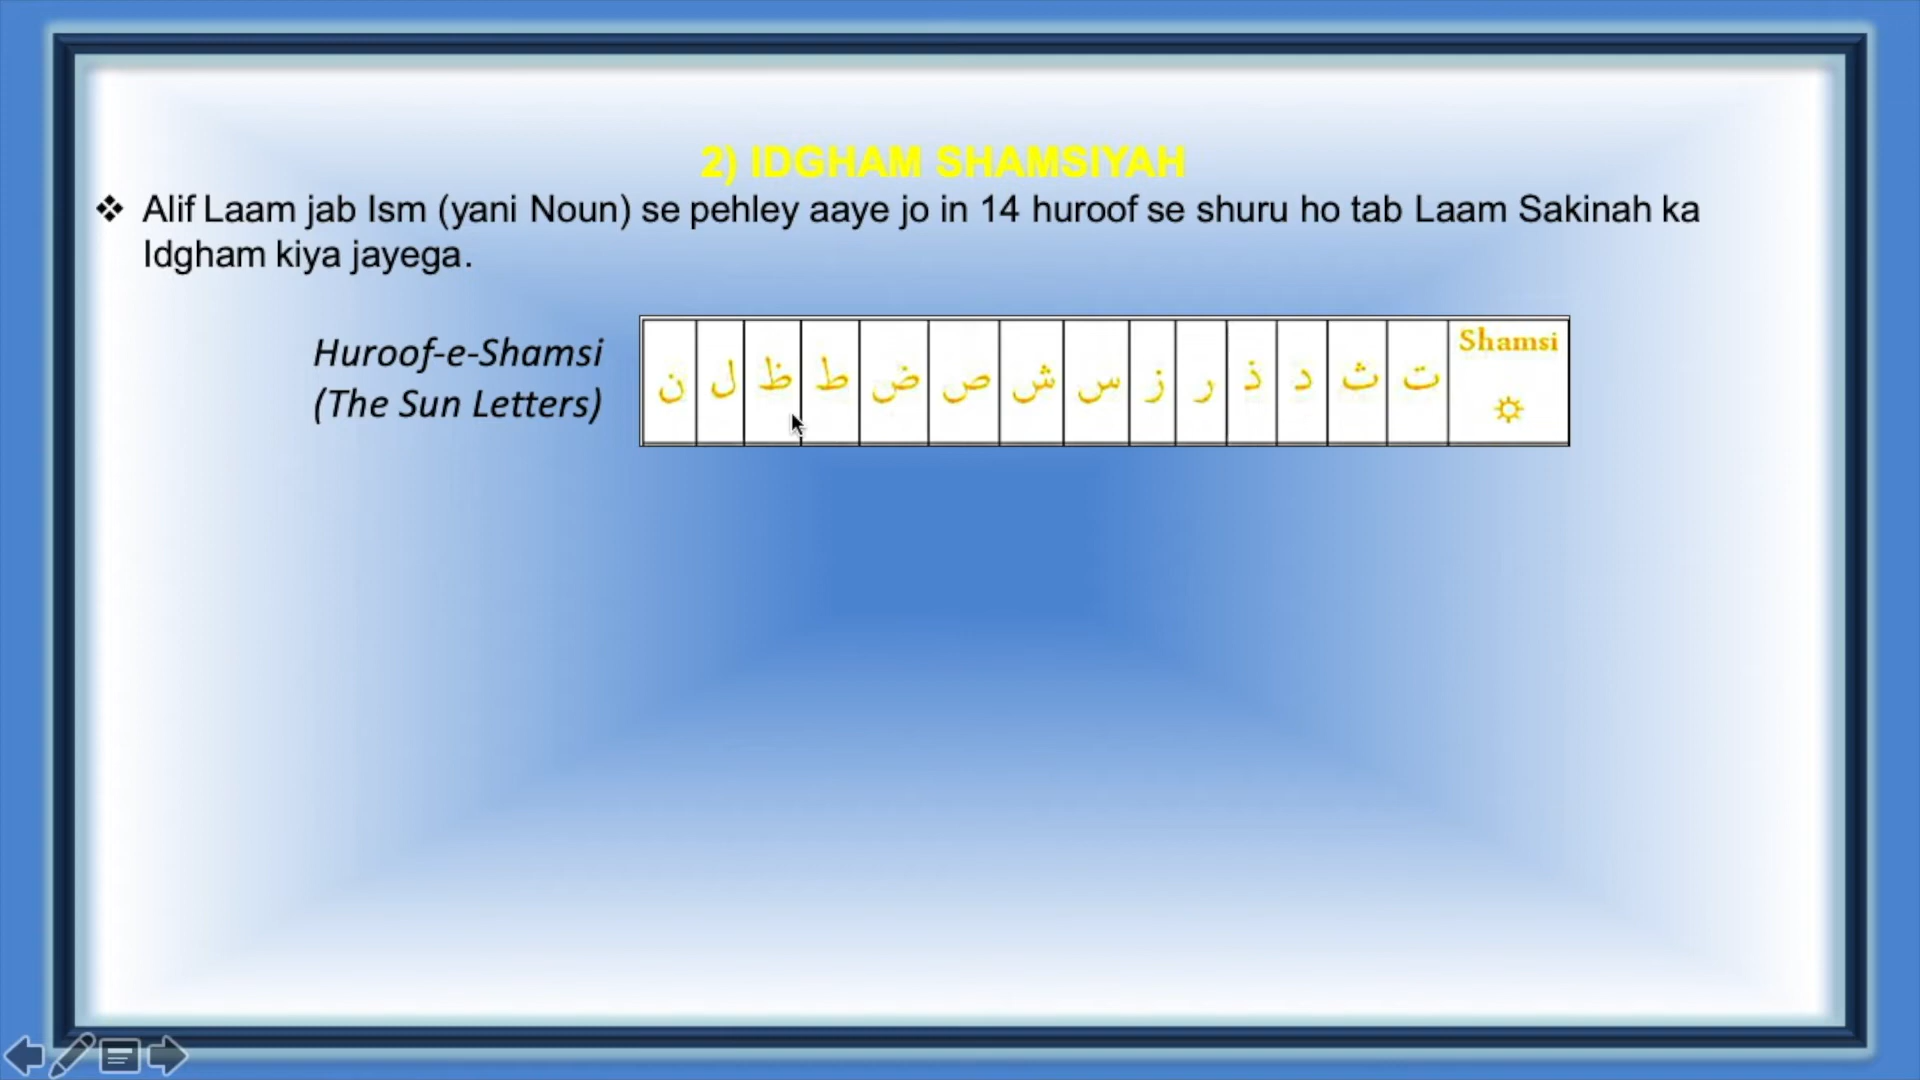 2) IDGHAM SHAMSIYAH
❖ Alif Laam jab Ism (yani Noun) se pehley aaye jo in 14 huroof se shuru ho tab Laam Sakinah ka
Idgham kiya jayega.
Huroof-e-Shamsi
(The Sun Letters)
Shamsi
ت ث د ذ ر ز س ش ص ض ط ظ ل ن